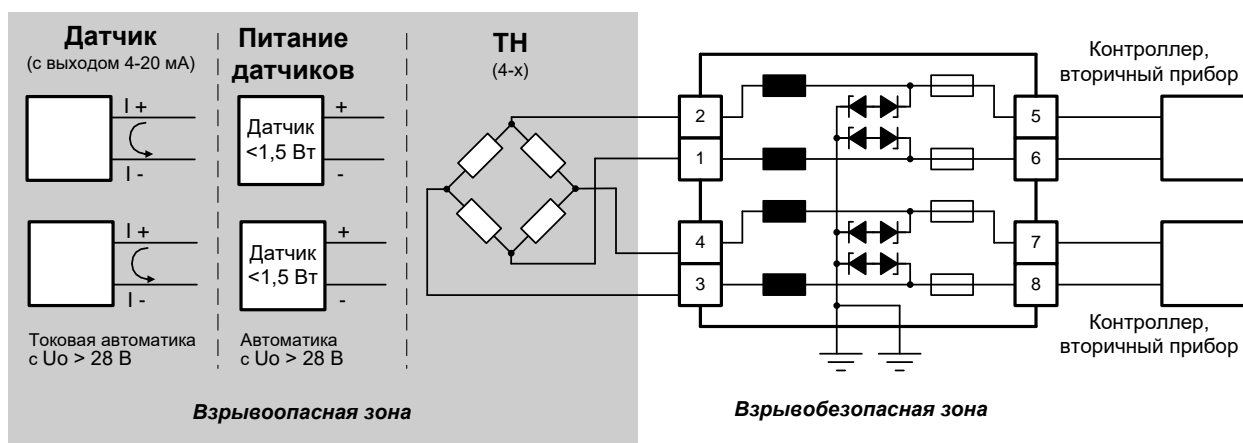 Датчик
(с выходом 4-20 мА)
I +
I -
I +
I -
Токовая автоматика
с Uo > 28 В
Питание
датчиков
Датчик
<1,5 Вт
+
-
Датчик
<1,5 Вт
+
-
Автоматика
с Uo > 28 В
ТН
(4-х)
Взрывоопасная зона
2
1
4
3
5
6
7
8
Контроллер,
вторичный прибор
Контроллер,
вторичный прибор
Взрывобезопасная зона